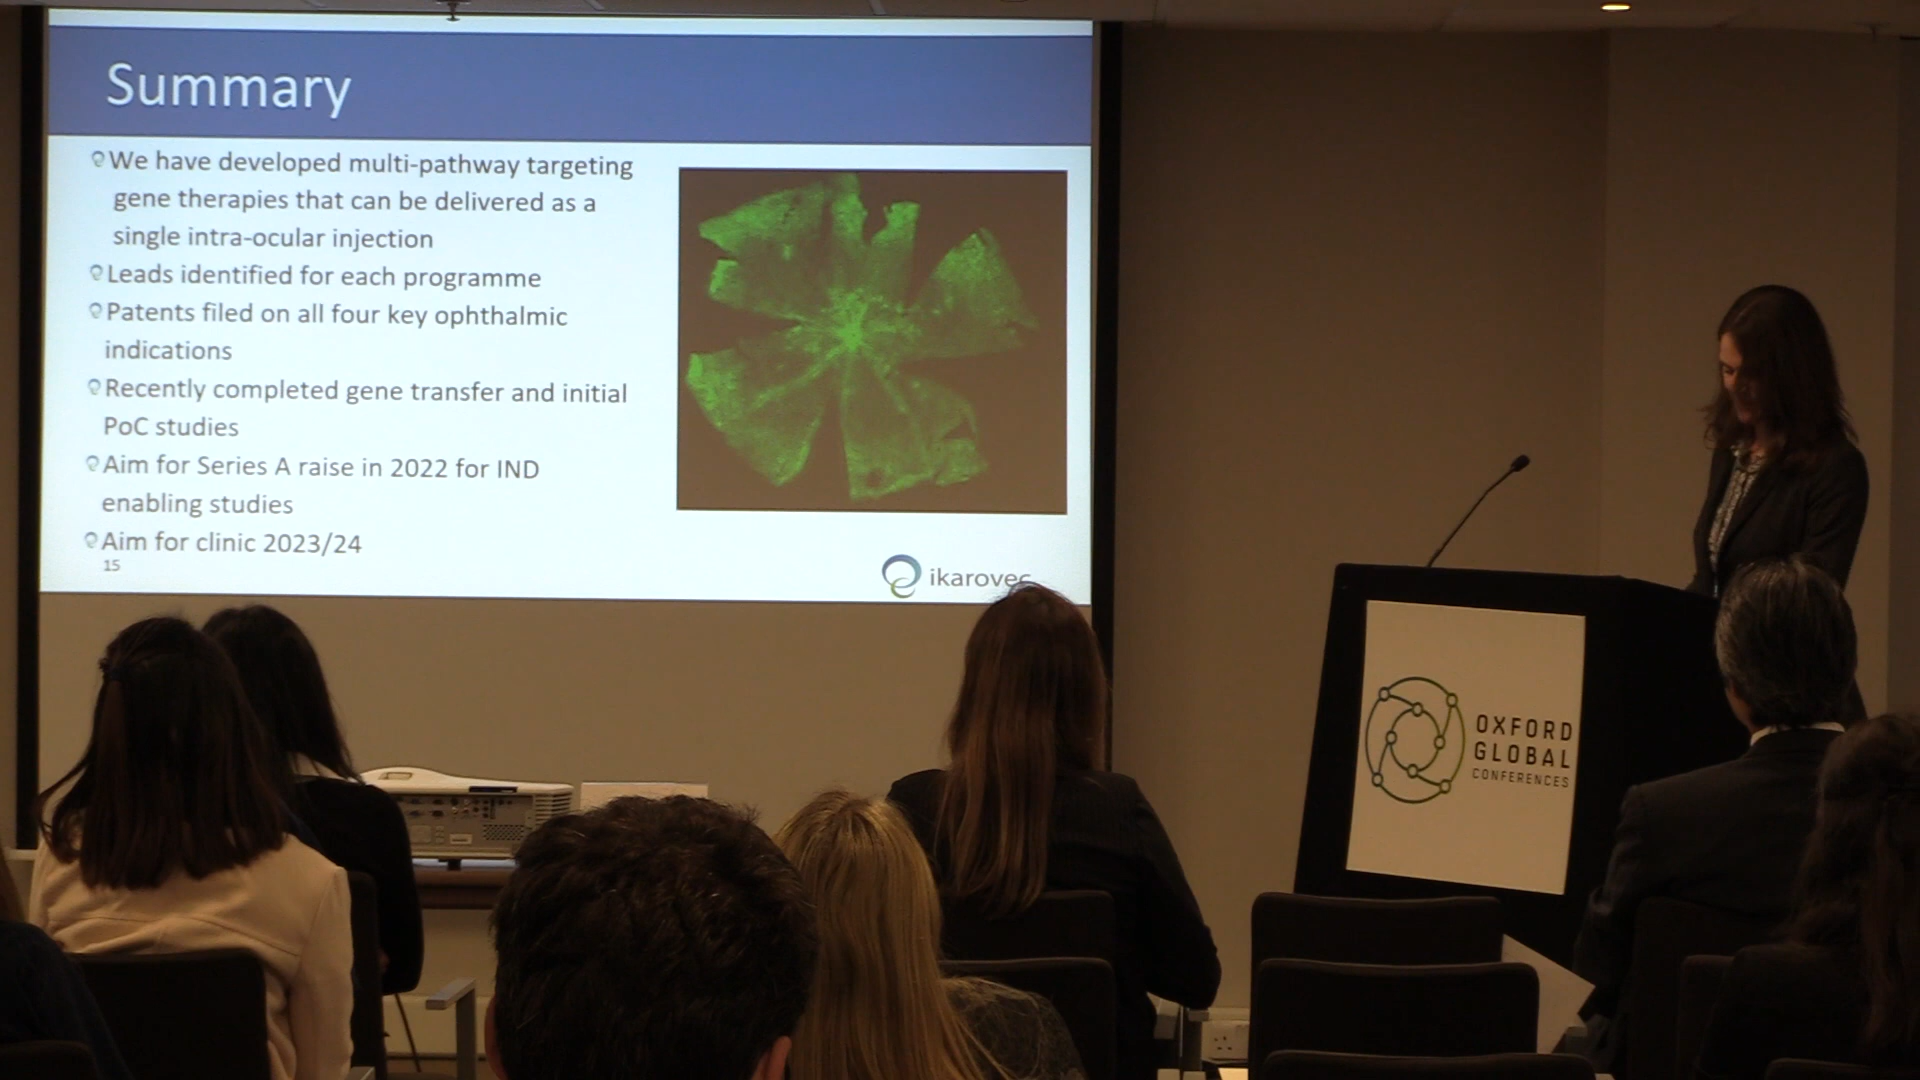 Summary
We have developed multi-pathway targeting
gene therapies that can be delivered as a
single intra-ocular injection
Leads identified for each programme
Patents filed on all four key ophthalmic
indications
Recently completed gene transfer and initial
PoC studies
Aim for Series A raise in 2022 for IND
enabling studies
Aim for clinic 2023/24
15
ikarovec
OXFORD
GLOBAL
CONFERENCES